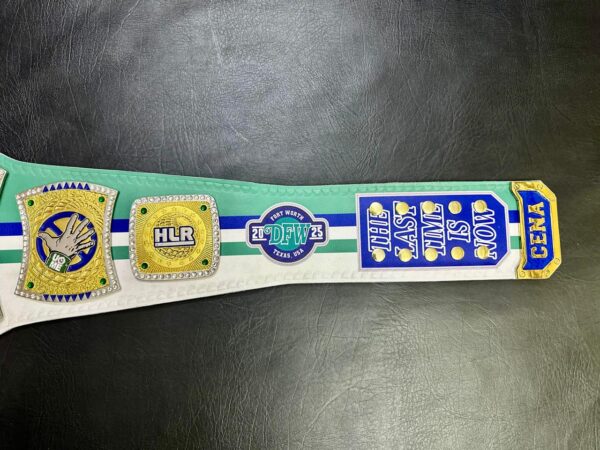 HLR
FORT WORTH
20 DFW 25
TEXAS, USA
THE
LAST
TIME
IS
NOW
CENA